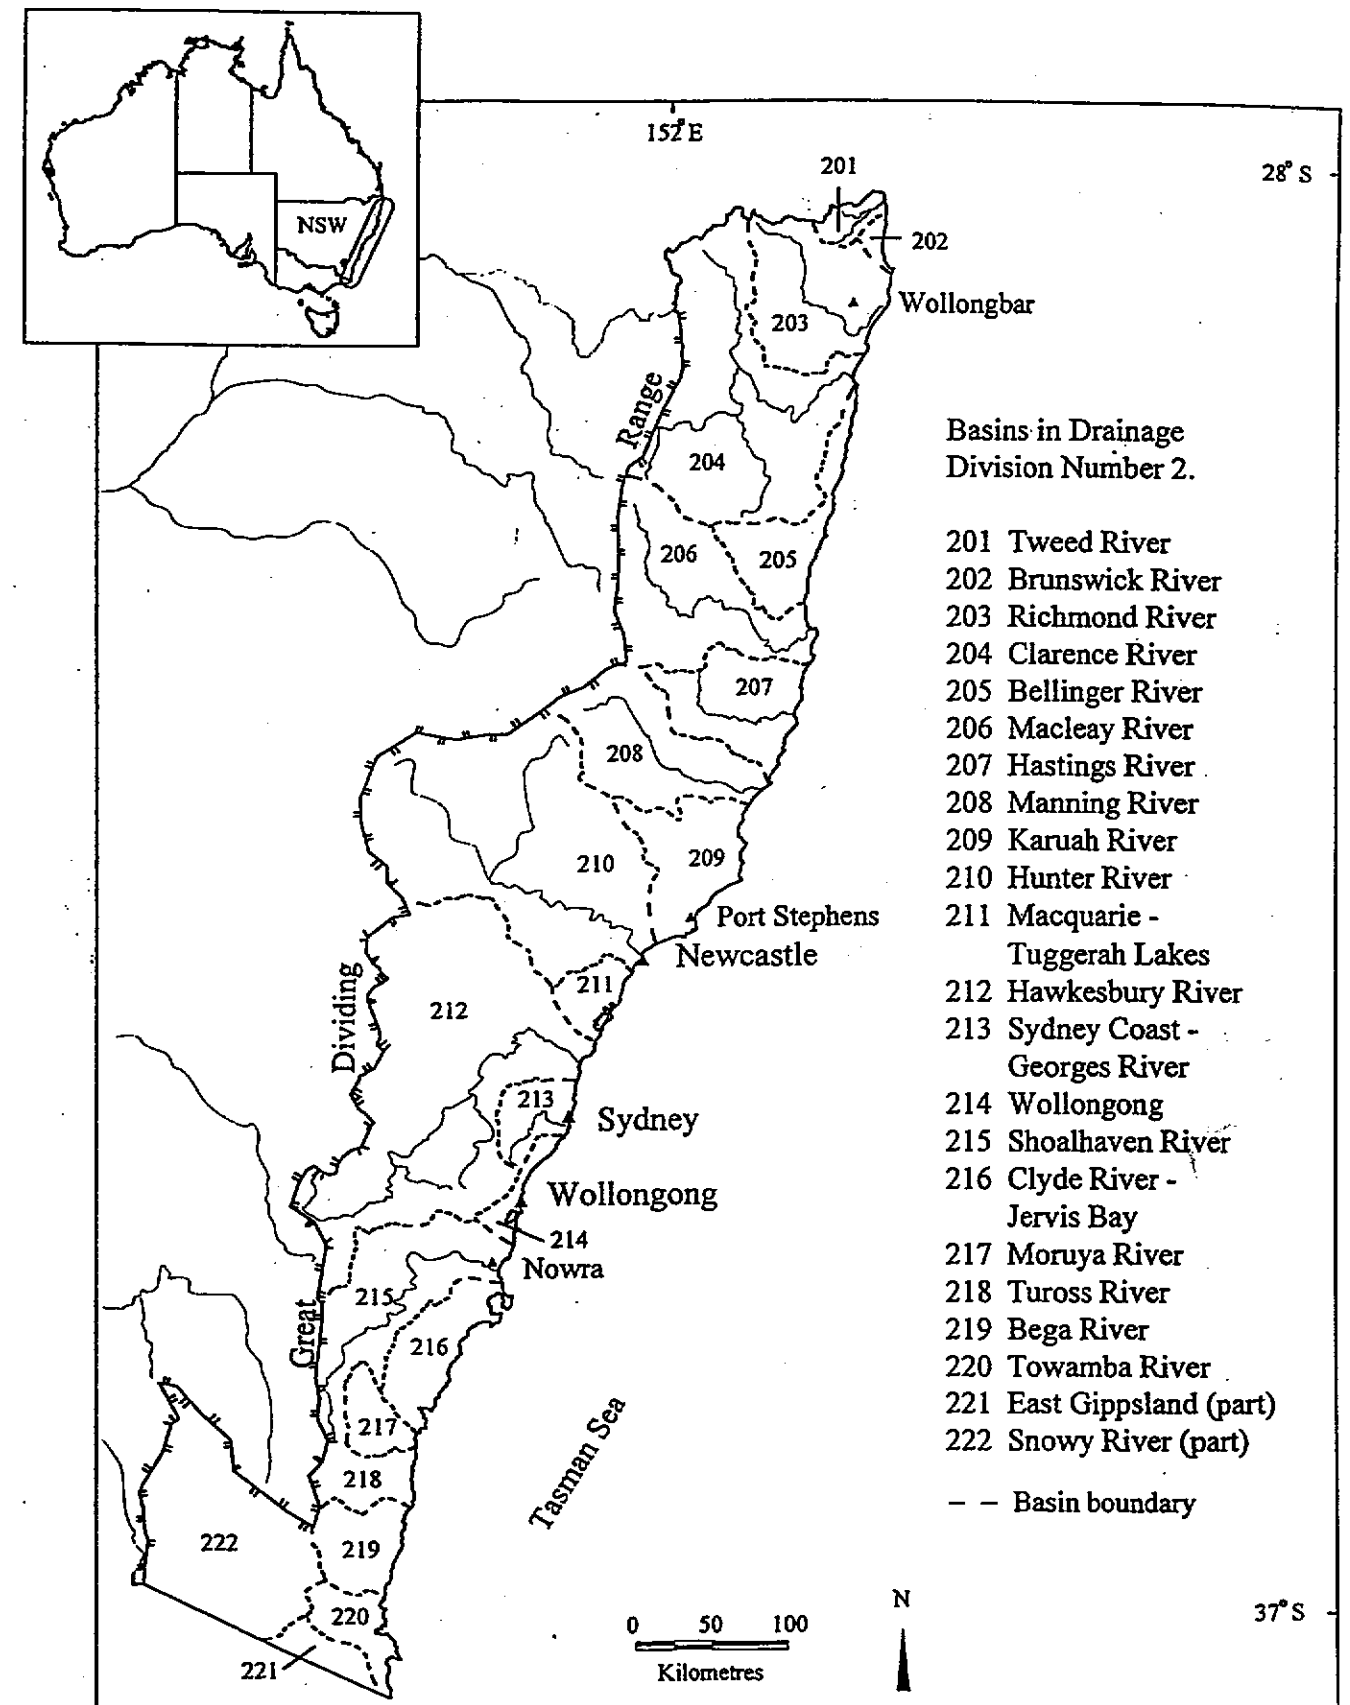 NSW
152°E
28° S
201
202
Wollongbar
203
Range
204
206
205
207
208
210
209
Port Stephens
Newcastle
211
212
Dividing
213
Sydney
Wollongong
214
Nowra
215
Great
216
217
218
Tasman Sea
222
219
220
221
Basins in Drainage
Division Number 2.
201 Tweed River
202 Brunswick River
203 Richmond River
204 Clarence River
205 Bellinger River
206 Macleay River
207 Hastings River
208 Manning River
209 Karuah River
210 Hunter River
211 Macquarie -
Tuggerah Lakes
212 Hawkesbury River
213 Sydney Coast -
Georges River
214 Wollongong
215 Shoalhaven River
216 Clyde River -
Jervis Bay
217 Moruya River
218 Tuross River
219 Bega River
220 Towamba River
221 East Gippsland (part)
222 Snowy River (part)
– – Basin boundary
N
37° S
0 50 100
Kilometres